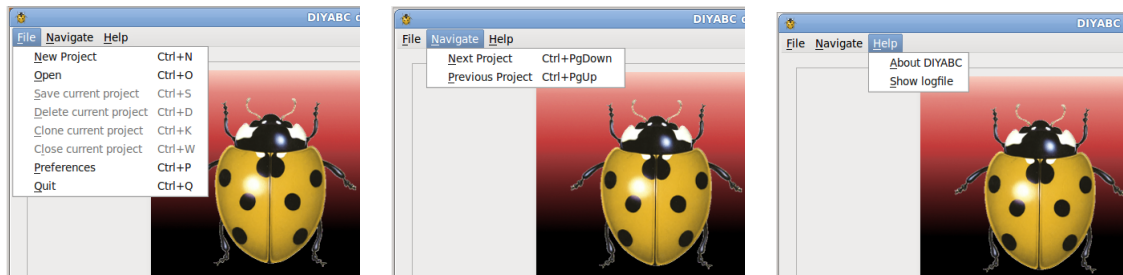 DIYABC
File Navigate Help
New Project Ctrl+N
Open Ctrl+O
Save current project Ctrl+S
Delete current project Ctrl+D
Clone current project Ctrl+K
Close current project Ctrl+W
Preferences Ctrl+P
Quit Ctrl+Q
DIYABC
File Navigate Help
Next Project Ctrl+PgDown
Previous Project Ctrl+PgUp
DIYABC
File Navigate Help
About DIYABC
Show logfile